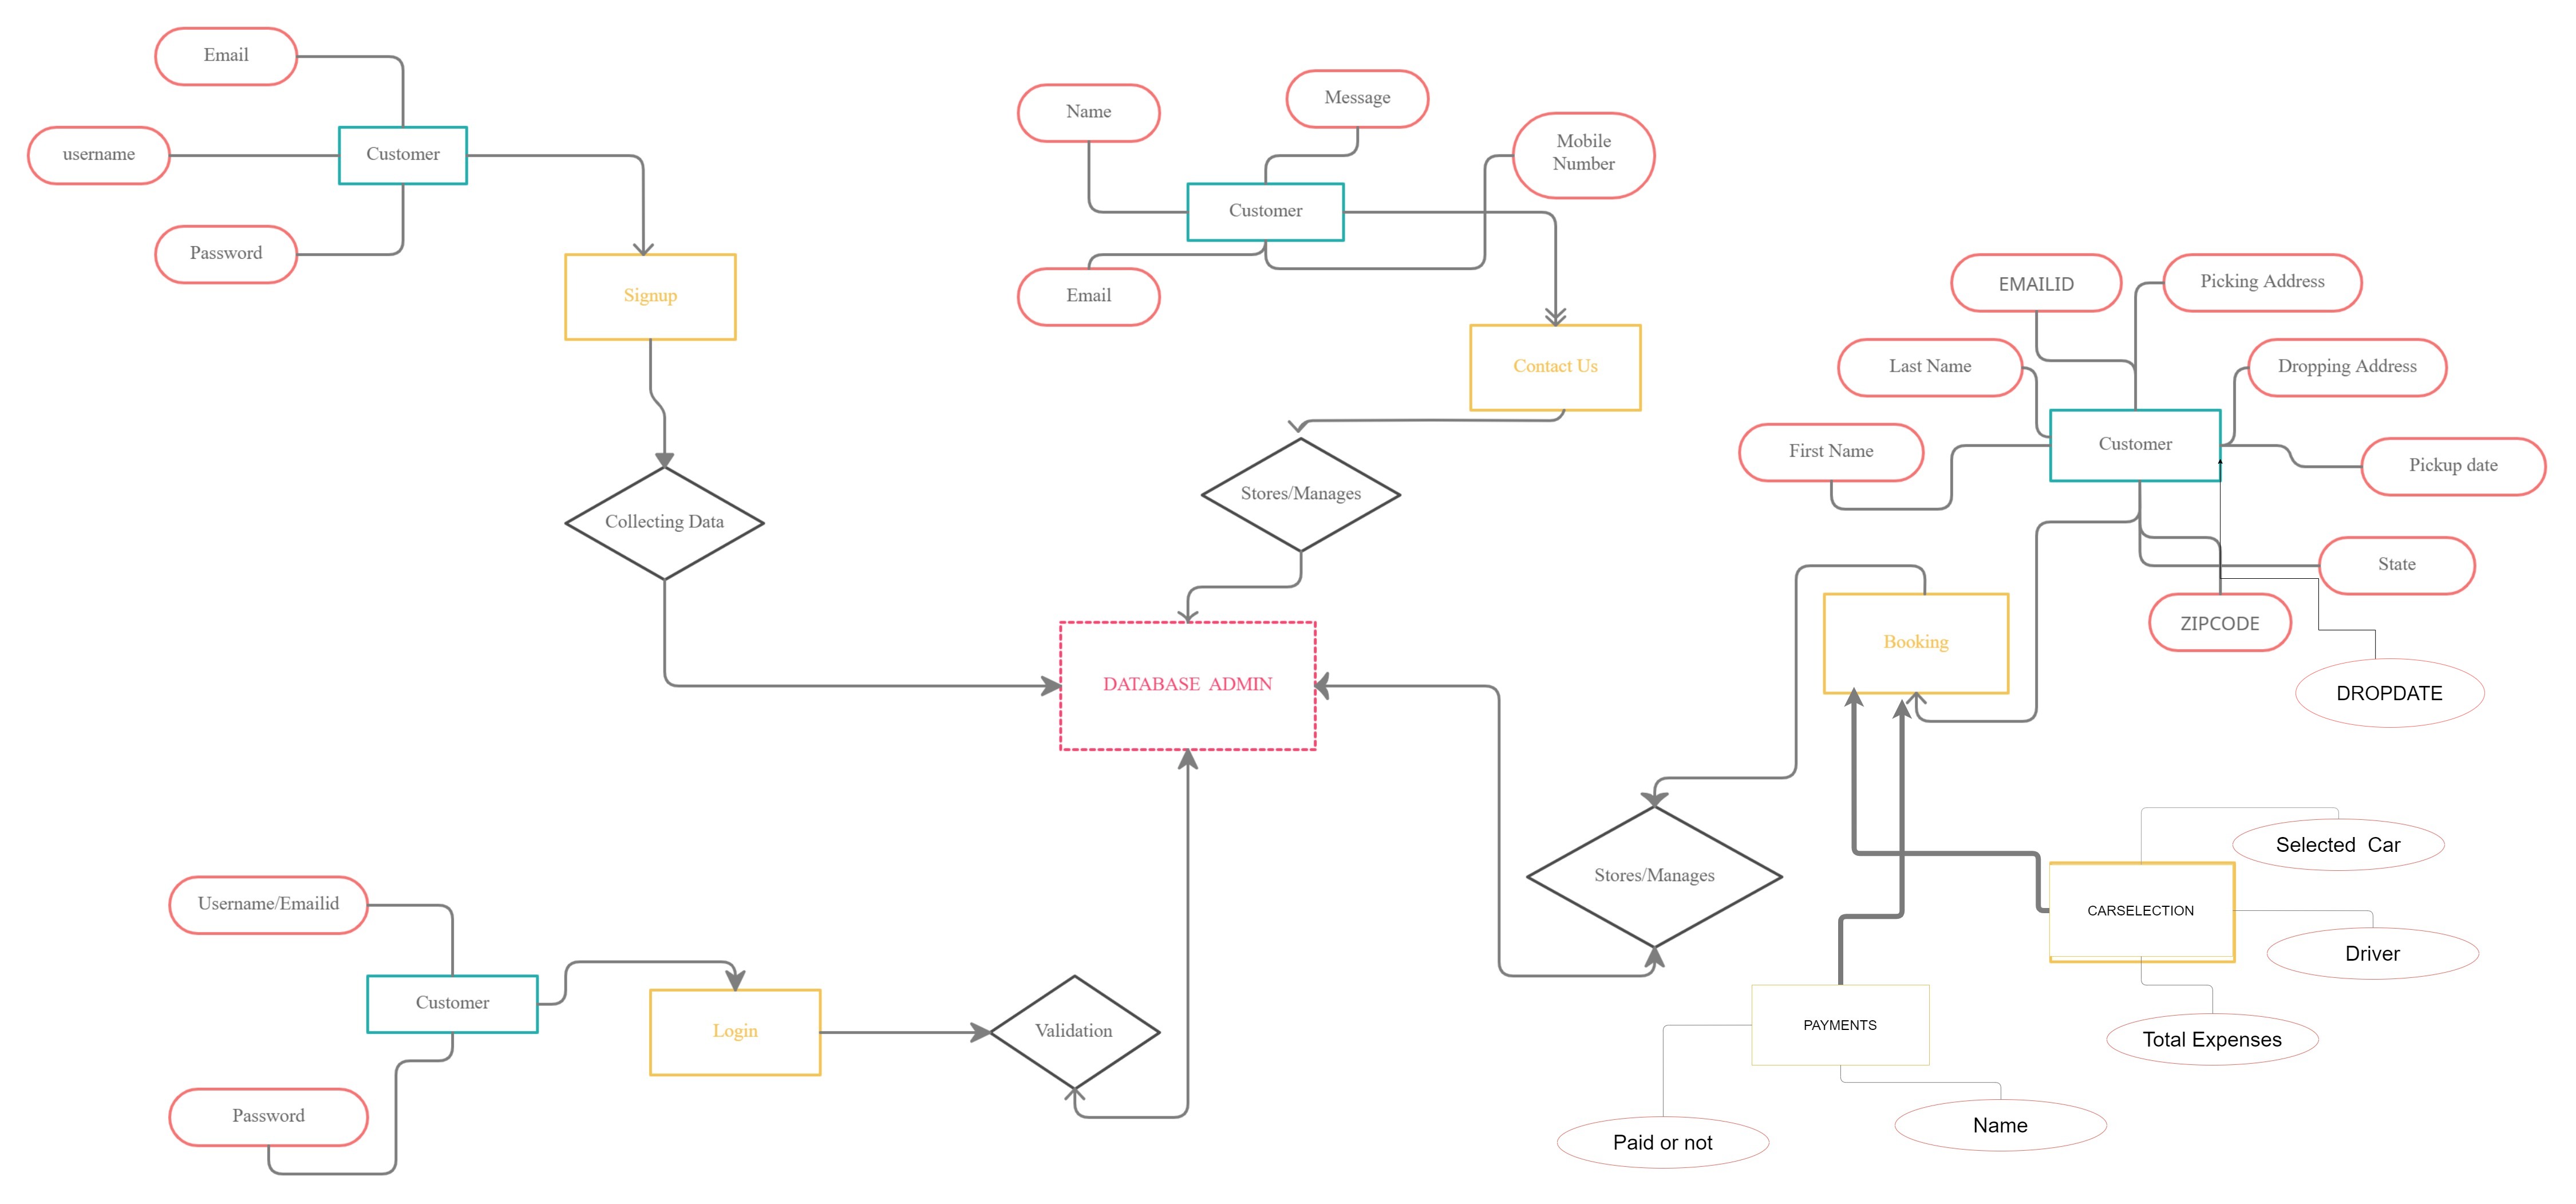 Email
username
Customer
Password
Signup
Collecting Data
Name
Message
Mobile
Number
Customer
Email
Contact Us
Stores/Manages
DATABASE  ADMIN
EMAILID
Picking Address
Last Name
Dropping Address
First Name
Customer
Pickup date
State
ZIPCODE
DROPDATE
Booking
Stores/Manages
Selected  Car
CARSELECTION
Driver
Total Expenses
PAYMENTS
Paid or not
Name
Username/Emailid
Customer
Login
Validation
Password